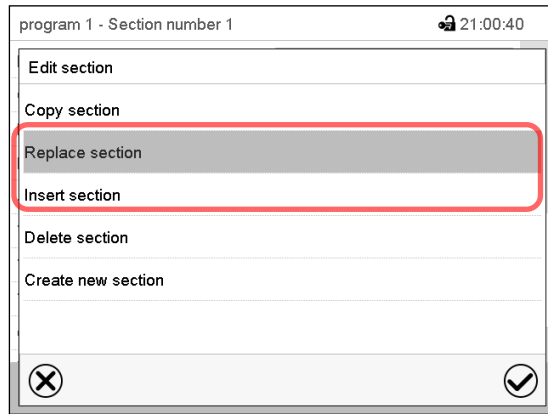 program 1 - Section number 1 21:00:40
Edit section
Copy section
Replace section
Insert section
Delete section
Create new section